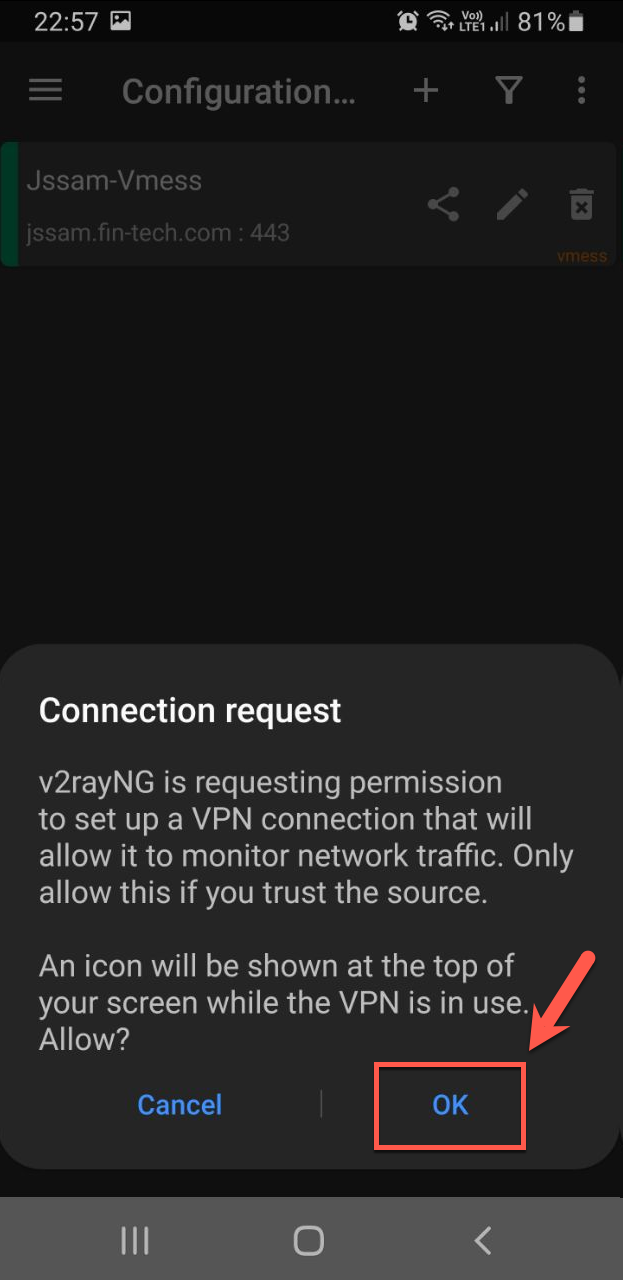 22:57 Vo)) LTE1 81%
Configuration...
Jssam-Vmess
jssam.fin-tech.com : 443
vmess
Connection request
v2rayNG is requesting permission
to set up a VPN connection that will
allow it to monitor network traffic. Only
allow this if you trust the source.
An icon will be shown at the top of
your screen while the VPN is in use.
Allow?
Cancel OK